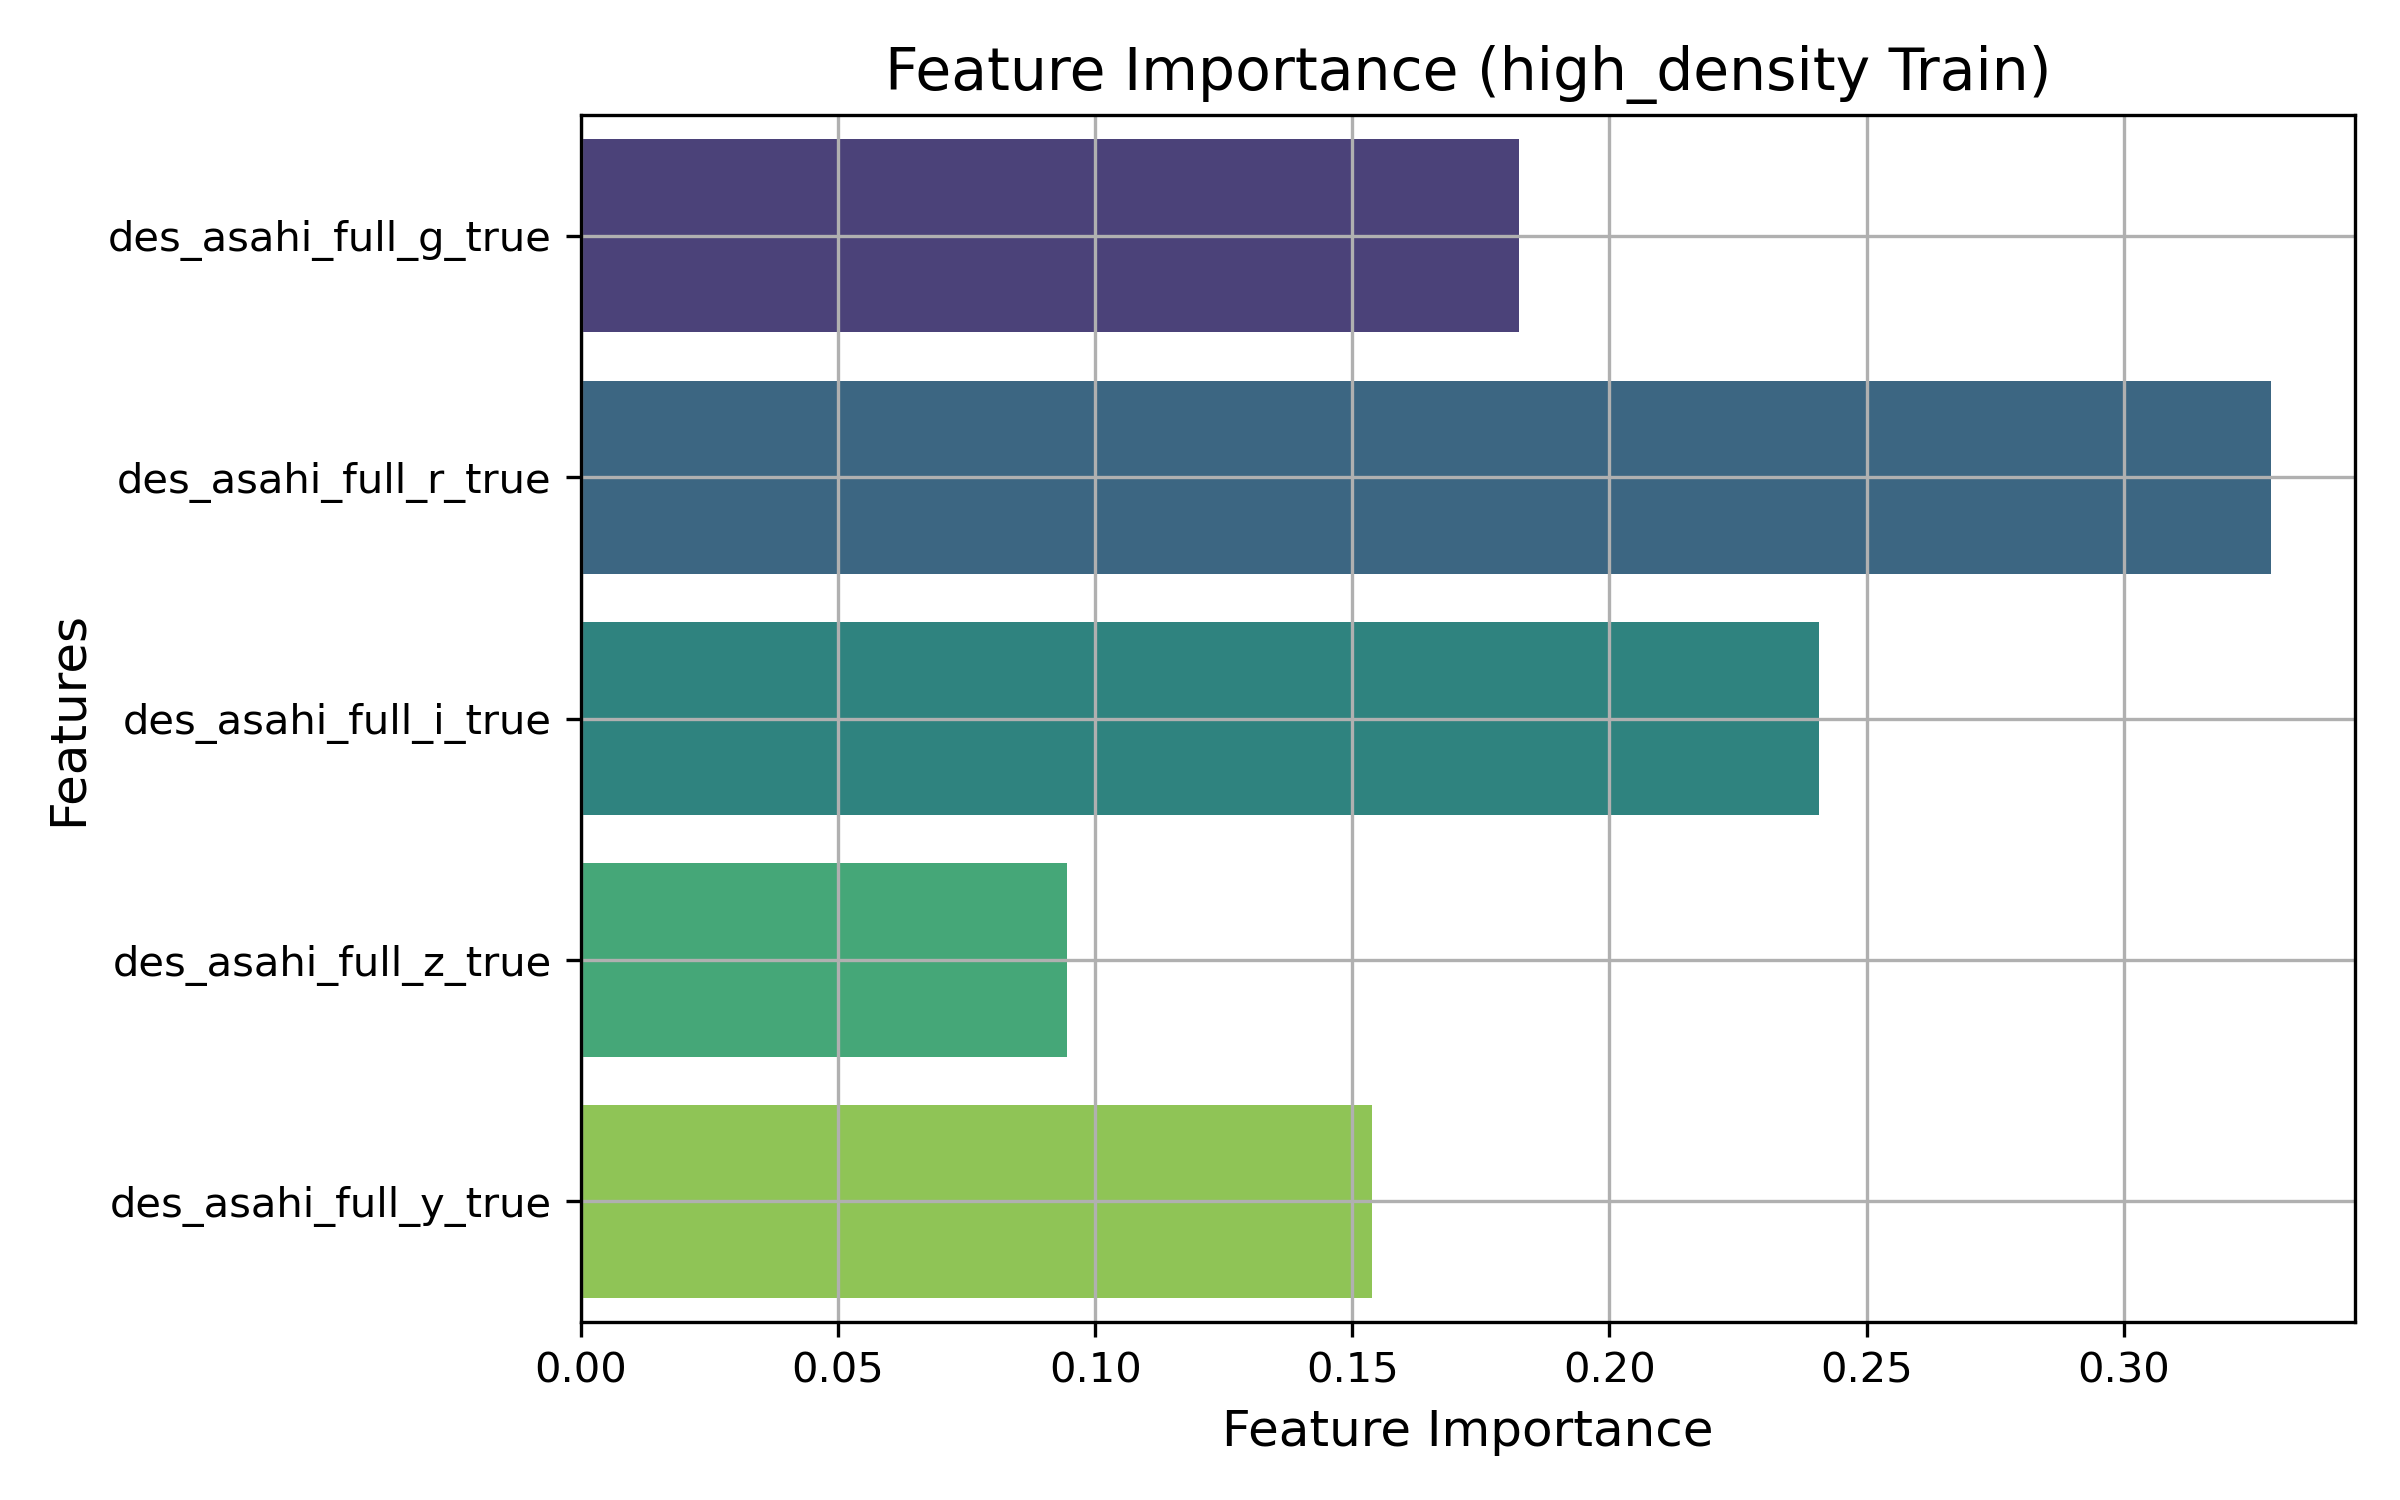 Feature Importance (high_density Train)
des_asahi_full_g_true
des_asahi_full_r_true
des_asahi_full_i_true
des_asahi_full_z_true
des_asahi_full_y_true
Features
0.00 0.05 0.10 0.15 0.20 0.25 0.30
Feature Importance